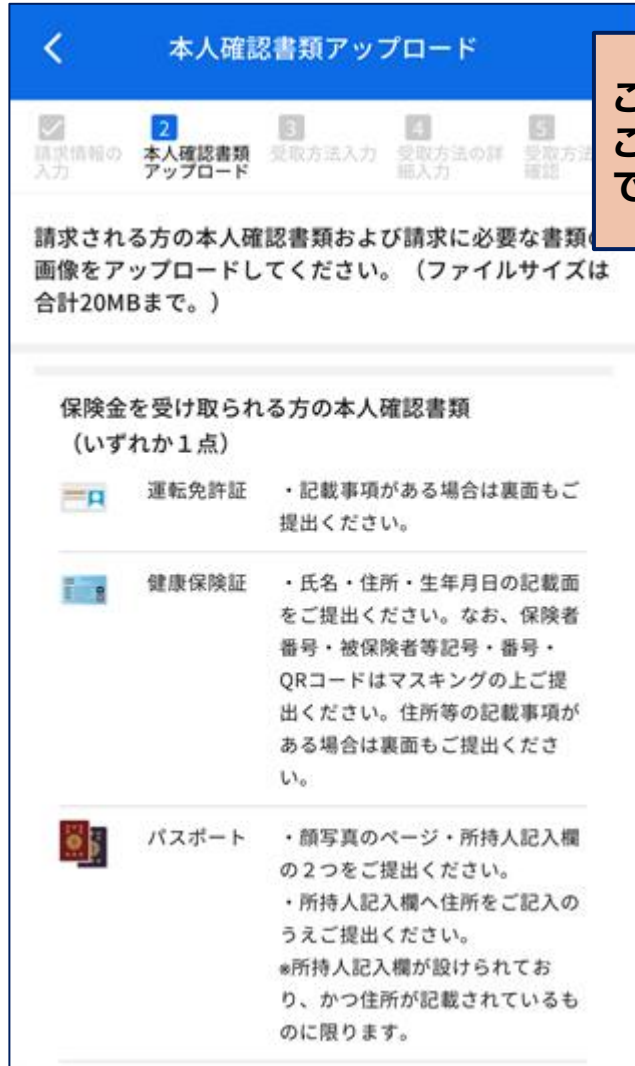 本人確認書類アップロード
請求情報の
入力
2
本人確認書類
アップロード
3
受取方法入力
4
受取方法の詳
細入力
5
受取方法
確認
こ
こ
で
請求される方の本人確認書類および請求に必要な書類の
画像をアップロードしてください。（ファイルサイズは
合計20MBまで。）
保険金を受け取られる方の本人確認書類
（いずれか１点）
運転免許証
・記載事項がある場合は裏面もご
提出ください。
健康保険証
・氏名・住所・生年月日の記載面
をご提出ください。なお、保険者
番号・被保険者等記号・番号・
QRコードはマスキングの上ご提
出ください。住所等の記載事項が
ある場合は裏面もご提出くださ
い。
パスポート
・顔写真のページ・所持人記入欄
の２つをご提出ください。
・所持人記入欄へ住所をご記入の
うえご提出ください。
※所持人記入欄が設けられてお
り、かつ住所が記載されているも
のに限ります。